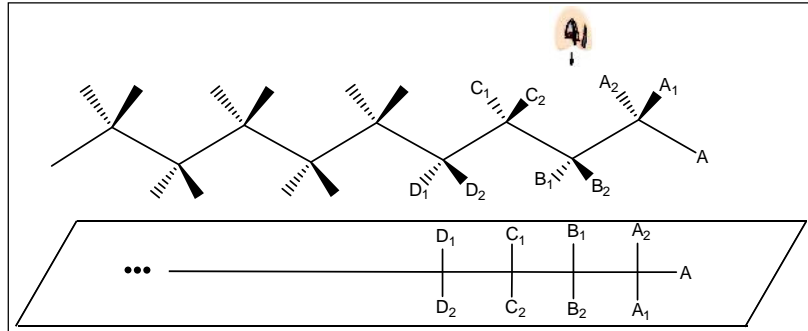 A₂ A₁
C₁ C₂
A
B₁ B₂
D₁ D₂
D₁ C₁ B₁ A₂
••• A
D₂ C₂ B₂ A₁